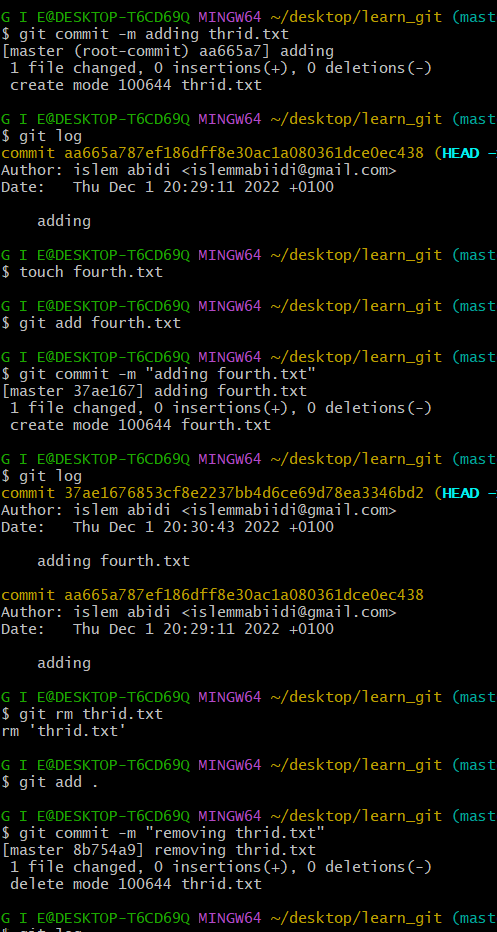 G I E@DESKTOP-T6CD69Q MINGW64 ~/desktop/learn_git (mast
$ git commit -m adding thrid.txt
[master (root-commit) aa665a7] adding
 1 file changed, 0 insertions(+), 0 deletions(-)
 create mode 100644 thrid.txt
G I E@DESKTOP-T6CD69Q MINGW64 ~/desktop/learn_git (mast
$ git log
commit aa665a787ef186dff8e30ac1a080361dce0ec438 (HEAD -
Author: islem abidi <islemmabiidi@gmail.com>
Date:   Thu Dec 1 20:29:11 2022 +0100
    adding
G I E@DESKTOP-T6CD69Q MINGW64 ~/desktop/learn_git (mast
$ touch fourth.txt
G I E@DESKTOP-T6CD69Q MINGW64 ~/desktop/learn_git (mast
$ git add fourth.txt
G I E@DESKTOP-T6CD69Q MINGW64 ~/desktop/learn_git (mast
$ git commit -m "adding fourth.txt"
[master 37ae167] adding fourth.txt
 1 file changed, 0 insertions(+), 0 deletions(-)
 create mode 100644 fourth.txt
G I E@DESKTOP-T6CD69Q MINGW64 ~/desktop/learn_git (mast
$ git log
commit 37ae1676853cf8e2237bb4d6ce69d78ea3346bd2 (HEAD -
Author: islem abidi <islemmabiidi@gmail.com>
Date:   Thu Dec 1 20:30:43 2022 +0100
    adding fourth.txt
commit aa665a787ef186dff8e30ac1a080361dce0ec438
Author: islem abidi <islemmabiidi@gmail.com>
Date:   Thu Dec 1 20:29:11 2022 +0100
    adding
G I E@DESKTOP-T6CD69Q MINGW64 ~/desktop/learn_git (mast
$ git rm thrid.txt
rm 'thrid.txt'
G I E@DESKTOP-T6CD69Q MINGW64 ~/desktop/learn_git (mast
$ git add .
G I E@DESKTOP-T6CD69Q MINGW64 ~/desktop/learn_git (mast
$ git commit -m "removing thrid.txt"
[master 8b754a9] removing thrid.txt
 1 file changed, 0 insertions(+), 0 deletions(-)
 delete mode 100644 thrid.txt
G I E@DESKTOP-T6CD69Q MINGW64 ~/desktop/learn_git (mast
$ git log